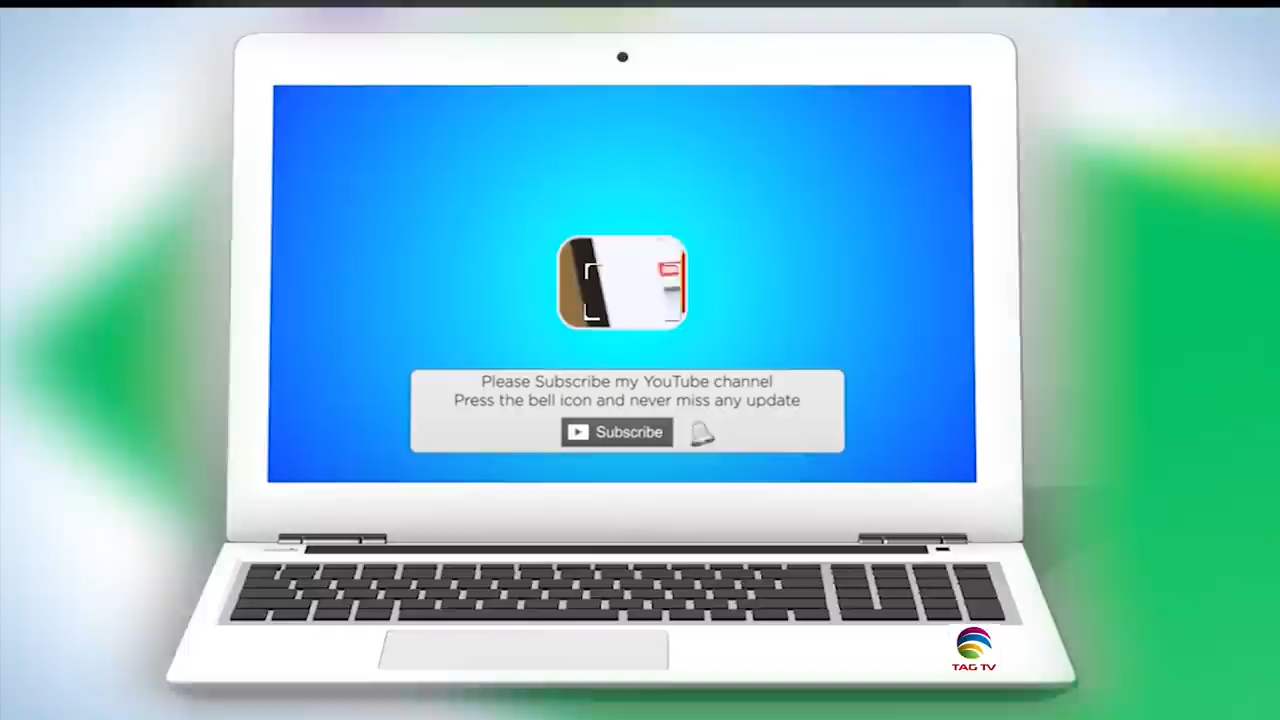 Please Subscribe my YouTube channel
Press the bell icon and never miss any update
Subscribe
TAG TV